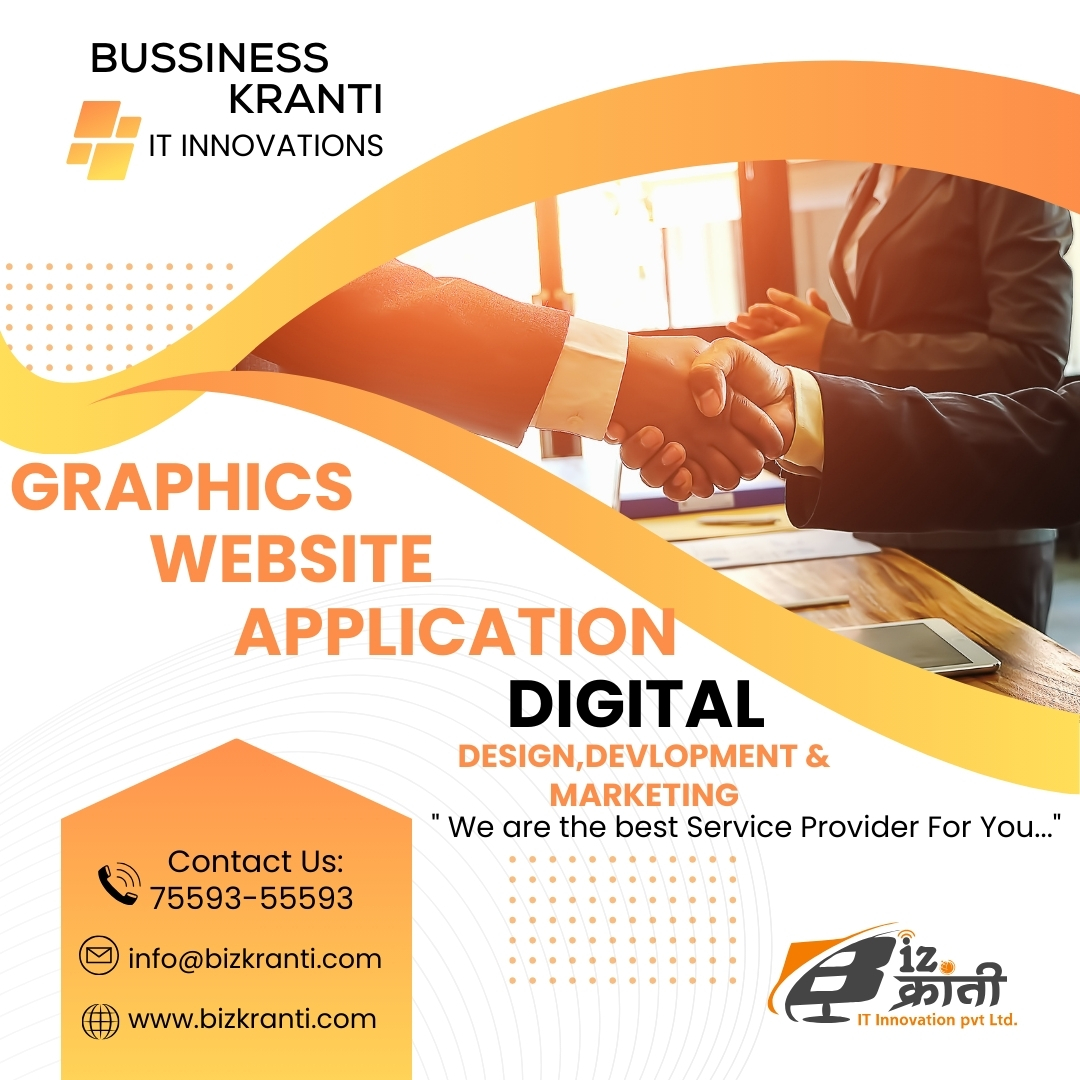 BUSSINESS
KRANTI
IT INNOVATIONS
GRAPHICS
WEBSITE
APPLICATION
DIGITAL
DESIGN,DEVLOPMENT &
MARKETING
" We are the best Service Provider For You..."
Contact Us:
75593-55593
info@bizkranti.com
www.bizkranti.com
Biz
क्रांती
IT Innovation pvt Ltd.